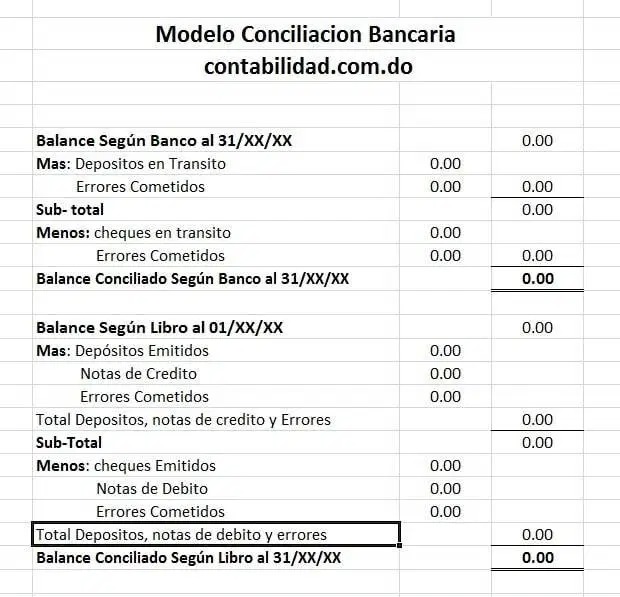 Modelo Conciliacion Bancaria
contabilidad.com.do
Balance Según Banco al 31/XX/XX 0.00
Mas: Depositos en Transito 0.00
Errores Cometidos 0.00 0.00
Sub- total 0.00
Menos: cheques en transito 0.00
Errores Cometidos 0.00 0.00
Balance Conciliado Según Banco al 31/XX/XX 0.00
Balance Según Libro al 01/XX/XX 0.00
Mas: Depósitos Emitidos 0.00
Notas de Credito 0.00
Errores Cometidos 0.00
Total Depositos, notas de credito y Errores 0.00
Sub-Total 0.00
Menos: cheques Emitidos 0.00
Notas de Debito 0.00
Errores Cometidos 0.00
Total Depositos, notas de debito y errores 0.00
Balance Conciliado Según Libro al 31/XX/XX 0.00